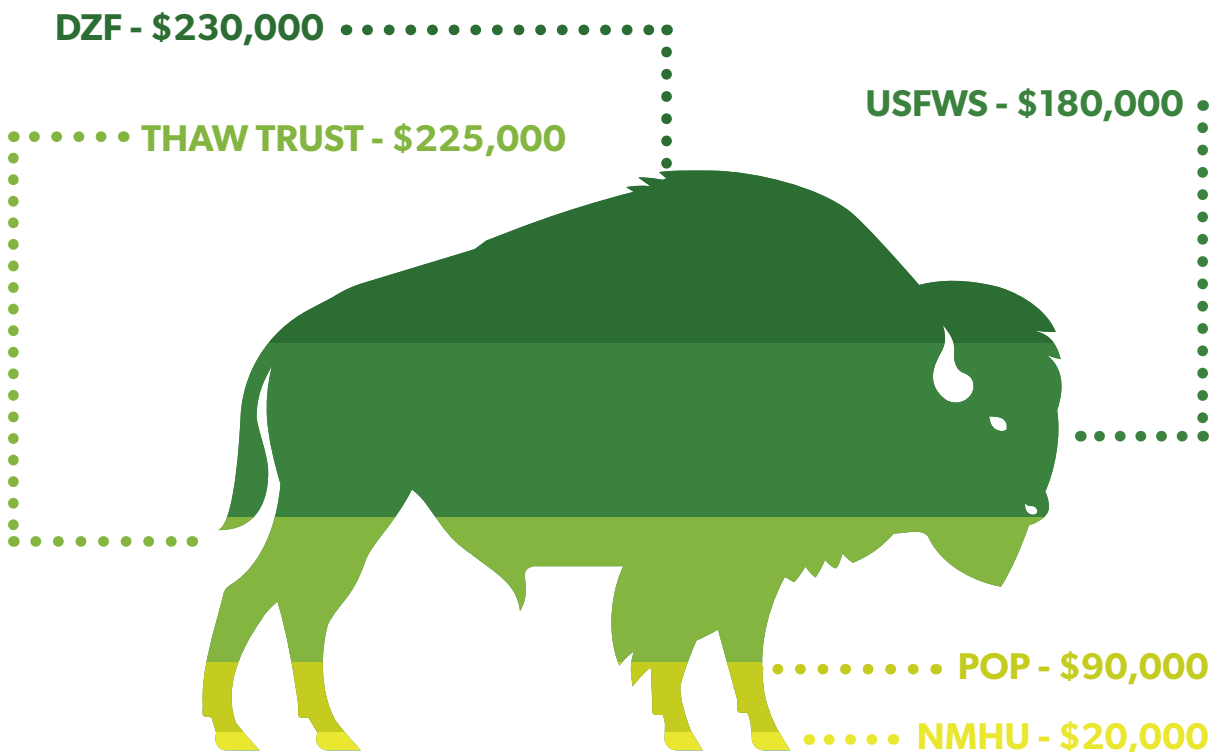 DZF - $230,000
USFWS - $180,000
THAW TRUST - $225,000
POP - $90,000
NMHU - $20,000